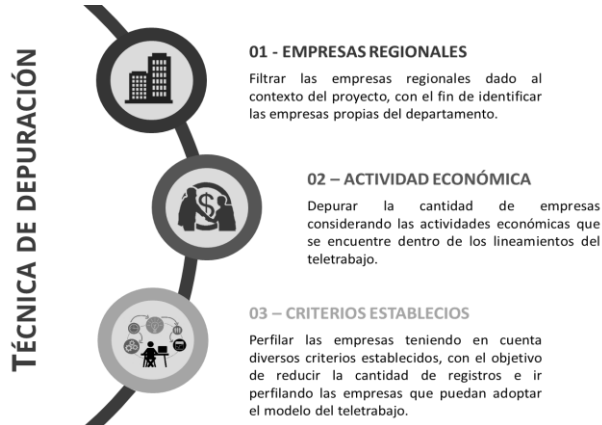 TÉCNICA DE DEPURACIÓN
01 - EMPRESAS REGIONALES
Filtrar las empresas regionales dado al
contexto del proyecto, con el fin de identificar
las empresas propias del departamento.
02 – ACTIVIDAD ECONÓMICA
Depurar la cantidad de empresas
considerando las actividades económicas que
se encuentre dentro de los lineamientos del
teletrabajo.
03 – CRITERIOS ESTABLECIOS
Perfilar las empresas teniendo en cuenta
diversos criterios establecidos, con el objetivo
de reducir la cantidad de registros e ir
perfilando las empresas que puedan adoptar
el modelo del teletrabajo.